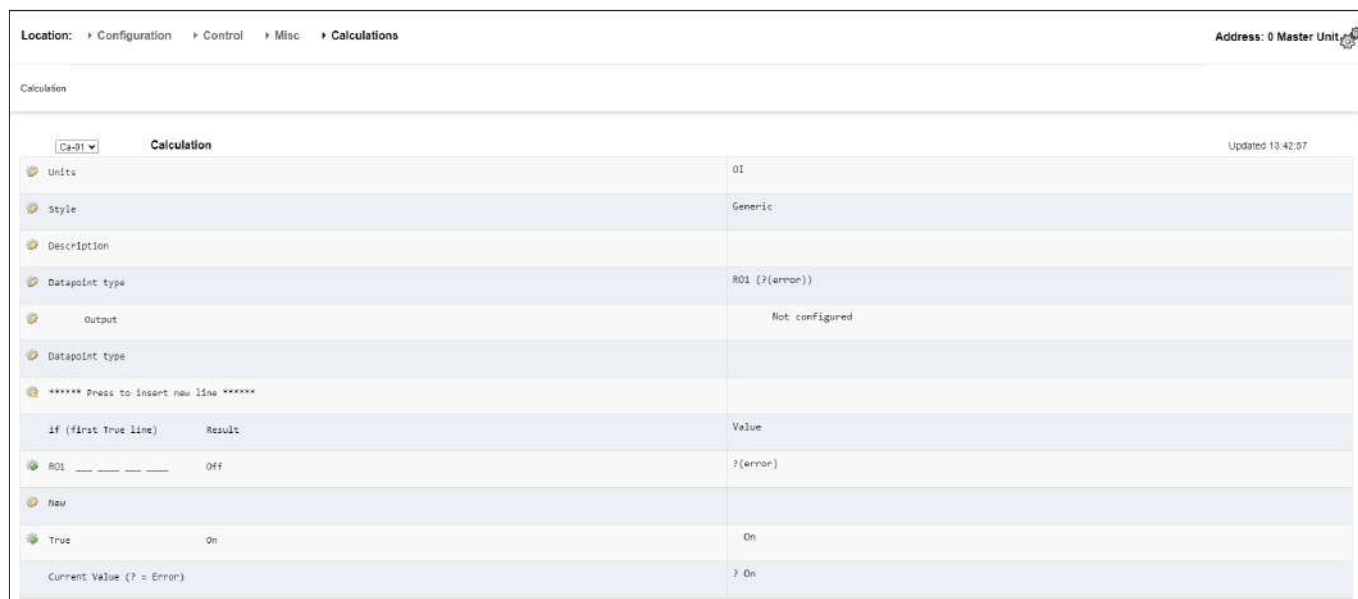 Location: Configuration Control Misc Calculations Address: 0 Master Unit
Calculation
Ca-01 Calculation Updated 13:42:57
Units OI
Style Generic
Description
Datapoint type RO1 (?(error))
Output Not configured
Datapoint type
****** Press to insert new line ******
if (first True line) Result Value
RO1 ___ ____ ___ ____ Off ?(error)
New
True On On
Current Value (? = Error) ? On